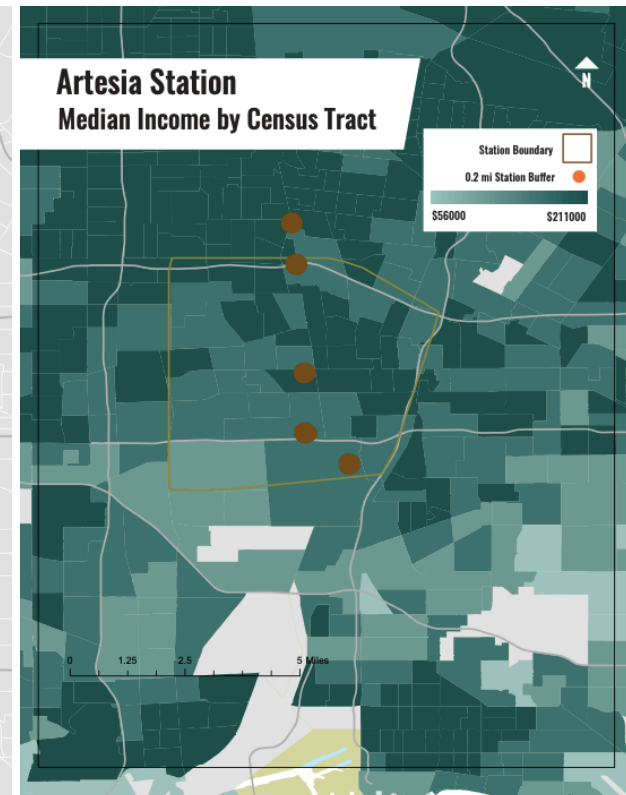 Artesia Station
Median Income by Census Tract
N
Station Boundary
0.2 mi Station Buffer
$56000 $211000
0 1.25 2.5 5 Miles